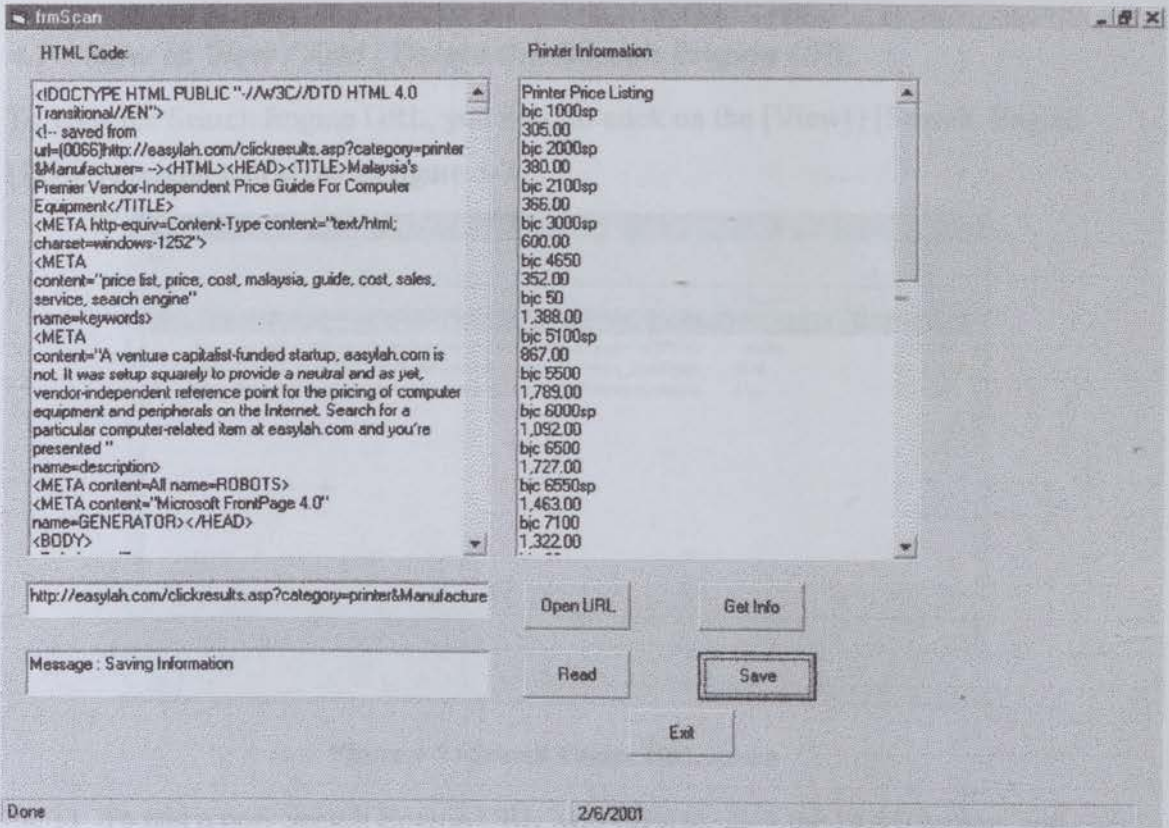 frmScan
HTML Code:
<!DOCTYPE HTML PUBLIC "-//W3C//DTD HTML 4.0
Transitional//EN">
<!-- saved from
url=(0066)http://easylah.com/clickresults.asp?category=printer
&Manufacturer= --><HTML><HEAD><TITLE>Malaysia's
Premier Vendor-Independent Price Guide For Computer
Equipment</TITLE>
<META http-equiv=Content-Type content="text/html;
charset=windows-1252">
<META
content="price list, price, cost, malaysia, guide, cost, sales,
service, search engine"
name=keywords>
<META
content="A venture capitalist-funded startup, easylah.com is
not. It was setup squarely to provide a neutral and as yet,
vendor-independent reference point for the pricing of computer
equipment and peripherals on the Internet. Search for a
particular computer-related item at easylah.com and you're
presented "
name=description>
<META content=All name=ROBOTS>
<META content="Microsoft FrontPage 4.0"
name=GENERATOR></HEAD>
<BODY>
Printer Information
Printer Price Listing
bjc 1000sp
305.00
bjc 2000sp
380.00
bjc 2100sp
366.00
bjc 3000sp
600.00
bjc 4650
352.00
bjc 50
1,388.00
bjc 5100sp
867.00
bjc 5500
1,789.00
bjc 6000sp
1,092.00
bjc 6500
1,727.00
bjc 6550sp
1,463.00
bjc 7100
1,322.00
http://easylah.com/clickresults.asp?category=printer&Manufacture
Open URL
Get Info
Message : Saving Information
Read
Save
Exit
Done
2/6/2001